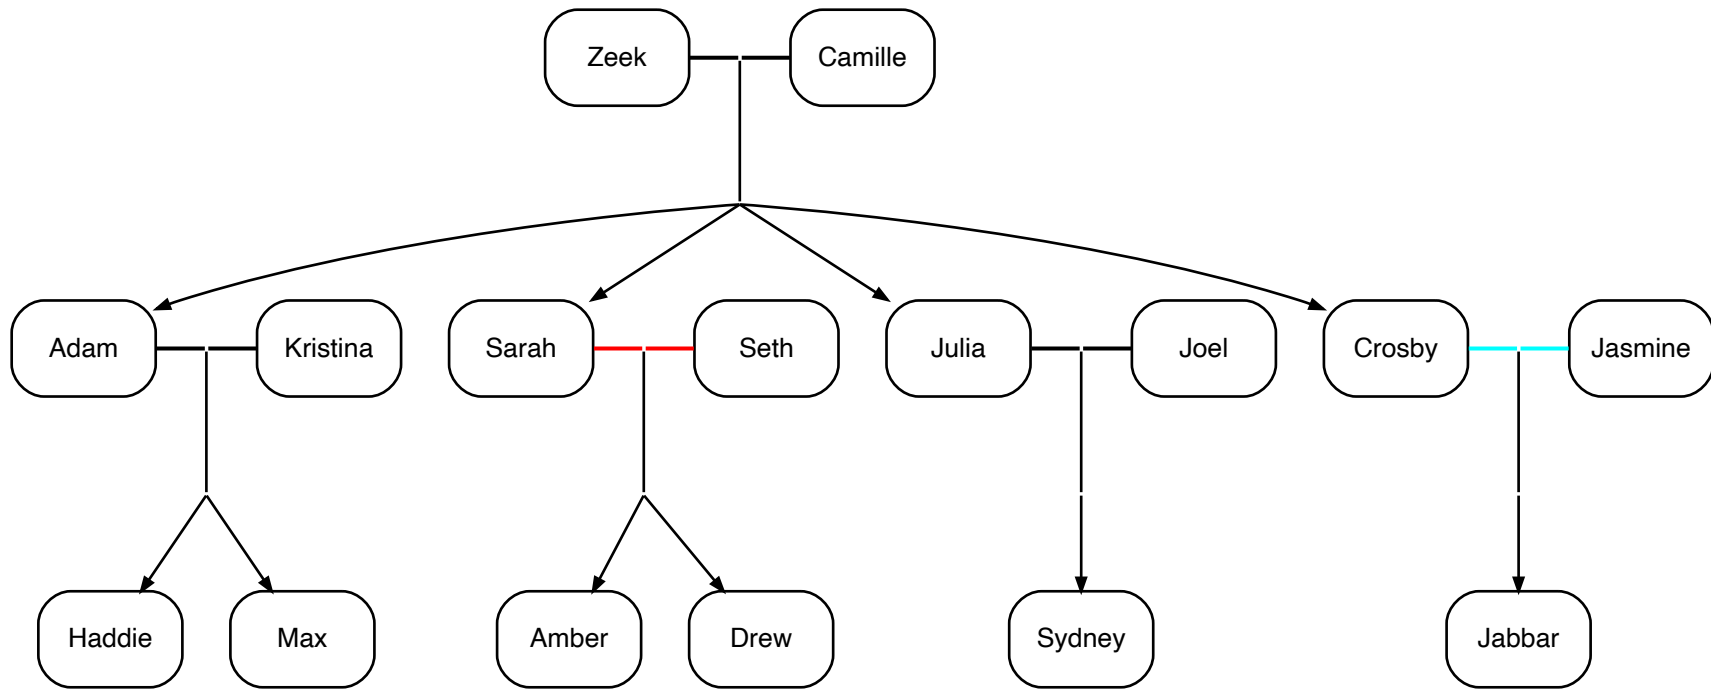 Zeek
Camille
Adam
Kristina
Sarah
Seth
Julia
Joel
Crosby
Jasmine
Haddie
Max
Amber
Drew
Sydney
Jabbar